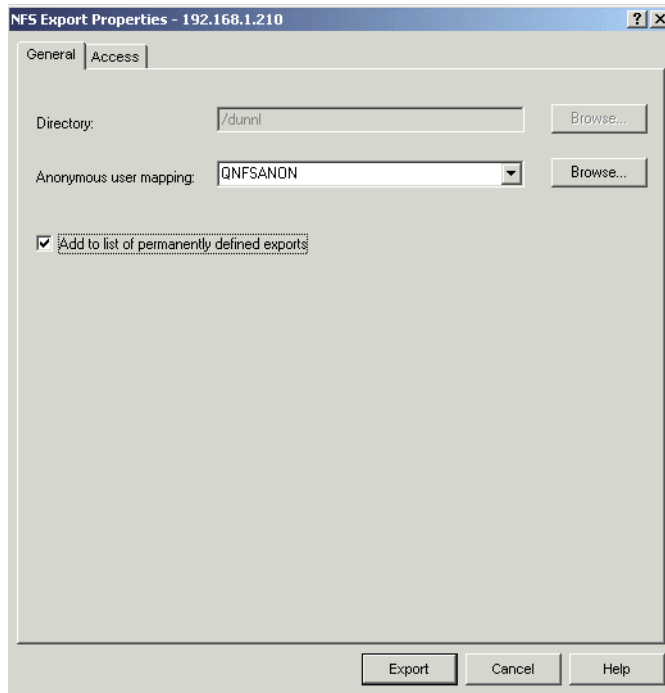 NFS Export Properties - 192.168.1.210
General Access
Directory: /dunnl Browse...
Anonymous user mapping: QNFSANON Browse...
Add to list of permanently defined exports
Export Cancel Help